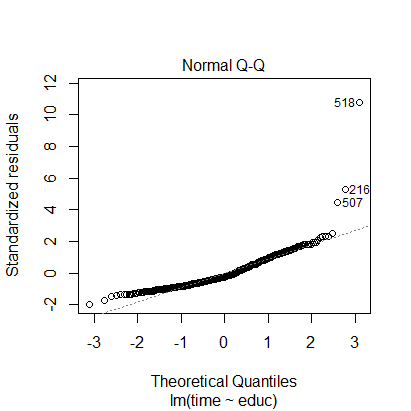 Normal Q-Q
12
10
8
6
4
2
0
-2
518
216
507
Standardized residuals
-3 -2 -1 0 1 2 3
Theoretical Quantiles
lm(time ~ educ)